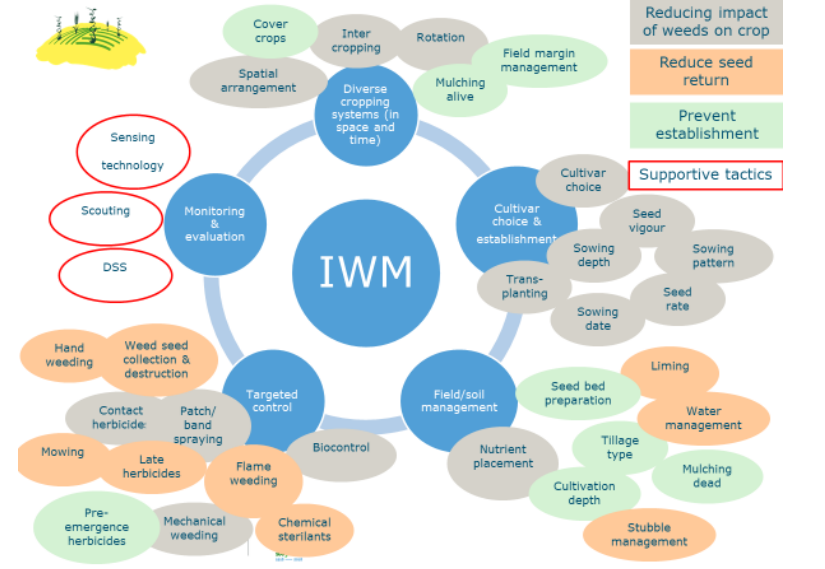 Cover
crops
Inter
cropping
Rotation
Field margin
management
Spatial
arrangement
Mulching
alive
Diverse
cropping
systems (in
space and
time)
Reducing impact
of weeds on crop
Reduce seed
return
Prevent
establishment
Supportive tactics
Sensing
technology
Scouting
DSS
Monitoring
&
evaluation
IWM
Cultivar
choice &
establishment
Cultivar
choice
Seed
vigour
Sowing
depth
Sowing
pattern
Trans-
planting
Seed
rate
Sowing
date
Hand
weeding
Weed seed
collection &
destruction
Targeted
control
Contact
herbicide
Patch/
band
spraying
Biocontrol
Mowing
Late
herbicides
Flame
weeding
Pre-
emergence
herbicides
Mechanical
weeding
Chemical
sterilants
Field/soil
management
Seed bed
preparation
Liming
Water
management
Nutrient
placement
Tillage
type
Mulching
dead
Cultivation
depth
Stubble
management